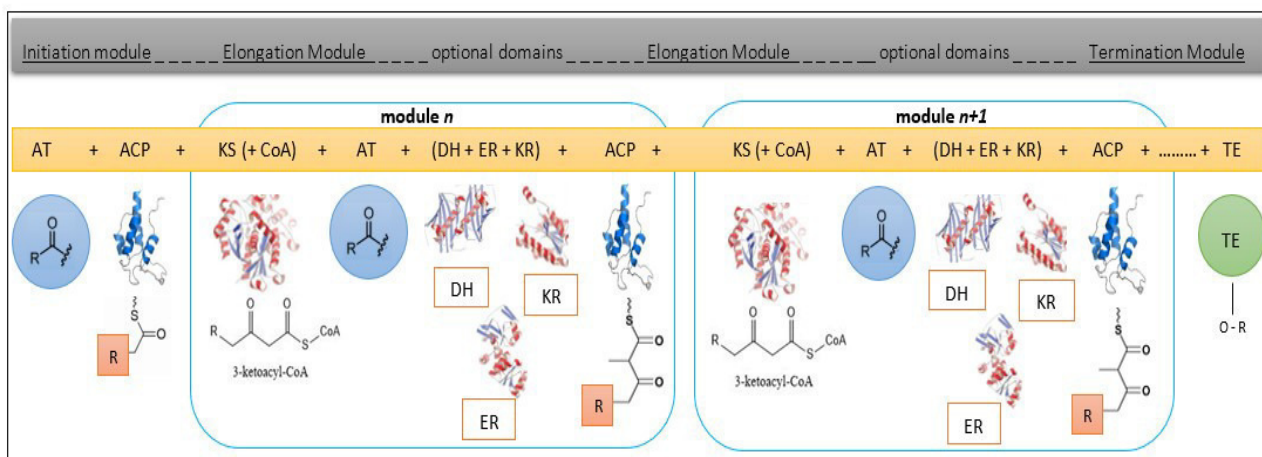 Initiation module _ _ _ _ _ Elongation Module _ _ _ _ _ optional domains _ _ _ _ _ _ Elongation Module _ _ _ _ _ __ optional domains _ _ _ _ _ Termination Module
module n
module n+1
AT + ACP + KS (+ CoA) + AT + (DH + ER + KR) + ACP + KS (+ CoA) + AT + (DH + ER + KR) + ACP + ......... + TE
O
R
O
R
O
R
TE
DH
KR
DH
KR
S
O
R
R
O
O
S
CoA
3-ketoacyl-CoA
ER
S
O
O
R
R
O
O
S
CoA
3-ketoacyl-CoA
ER
S
O
O
R
O - R